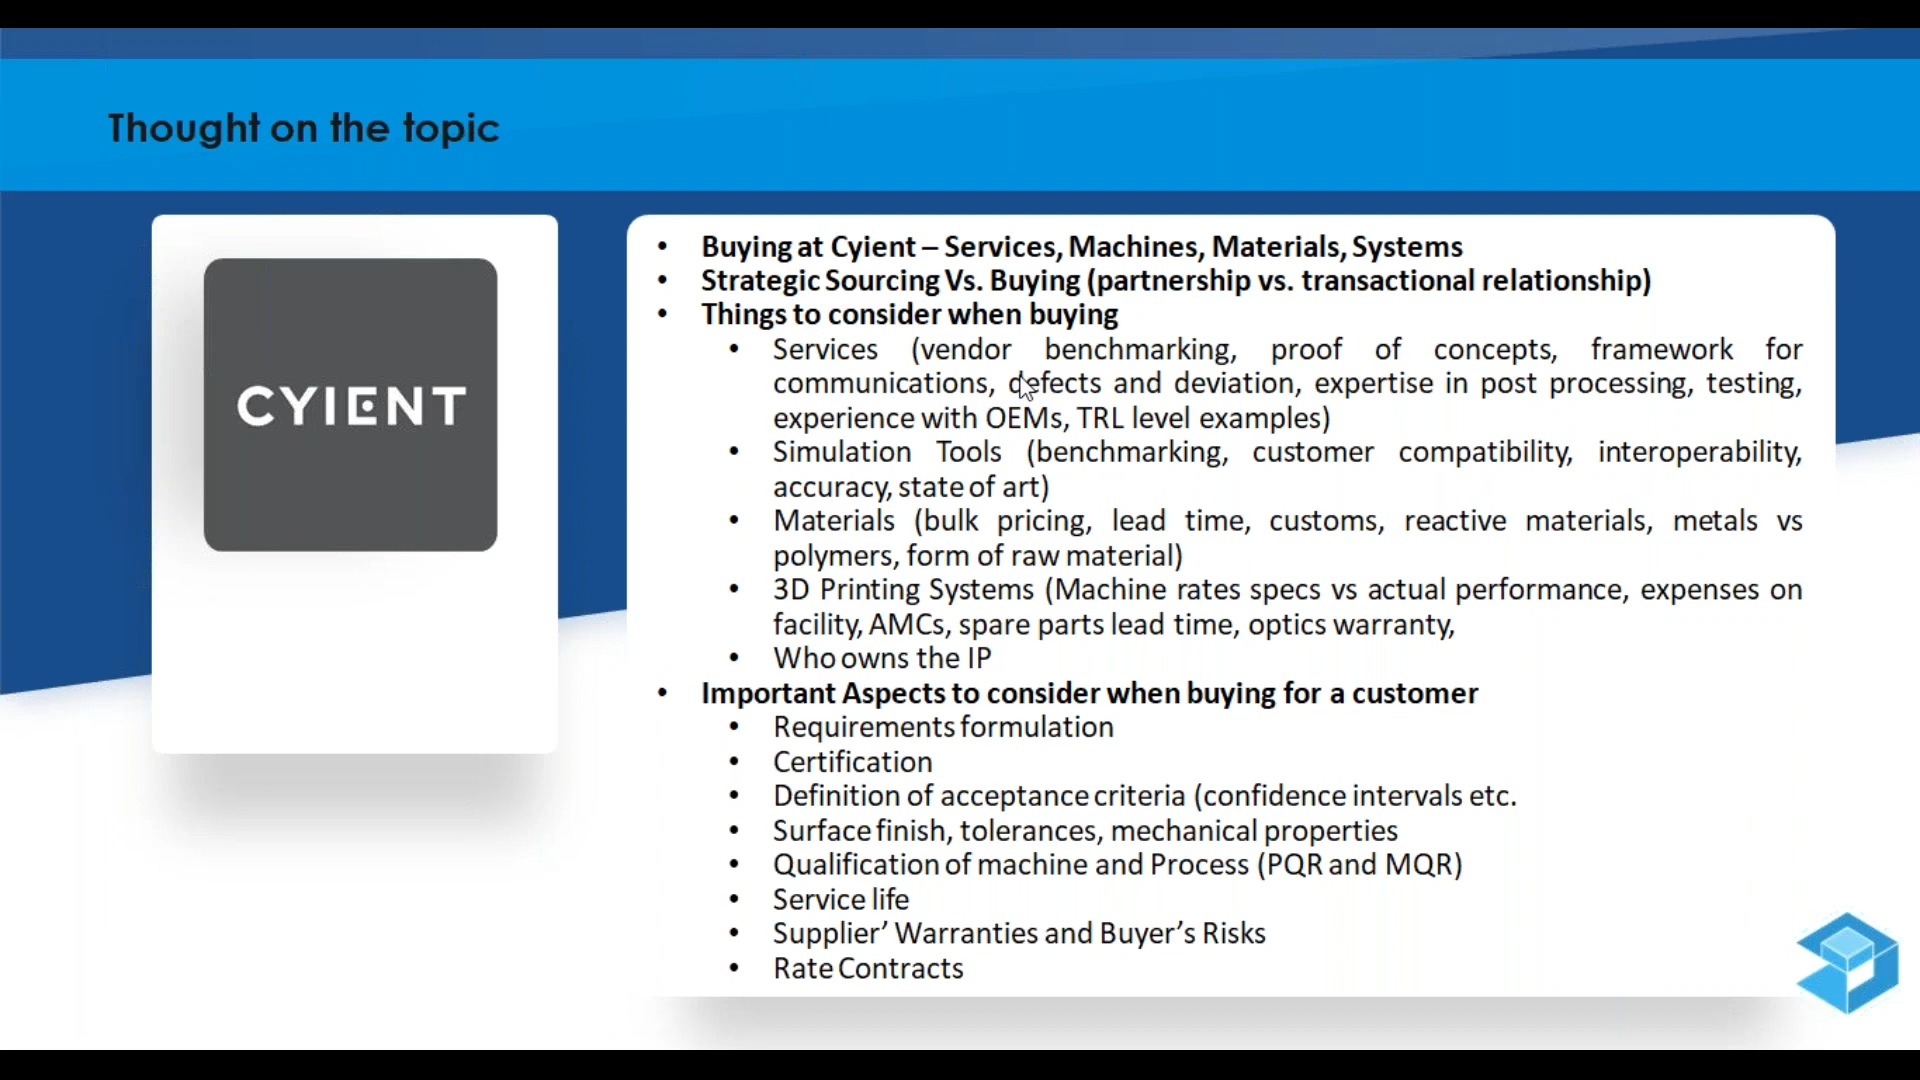 Thought on the topic
CYIENT
• Buying at Cyient – Services, Machines, Materials, Systems
• Strategic Sourcing Vs. Buying (partnership vs. transactional relationship)
• Things to consider when buying
• Services (vendor benchmarking, proof of concepts, framework for
communications, defects and deviation, expertise in post processing, testing,
experience with OEMs, TRL level examples)
• Simulation Tools (benchmarking, customer compatibility, interoperability,
accuracy, state of art)
• Materials (bulk pricing, lead time, customs, reactive materials, metals vs
polymers, form of raw material)
• 3D Printing Systems (Machine rates specs vs actual performance, expenses on
facility, AMCs, spare parts lead time, optics warranty,
• Who owns the IP
• Important Aspects to consider when buying for a customer
• Requirements formulation
• Certification
• Definition of acceptance criteria (confidence intervals etc.
• Surface finish, tolerances, mechanical properties
• Qualification of machine and Process (PQR and MQR)
• Service life
• Supplier’ Warranties and Buyer’s Risks
• Rate Contracts